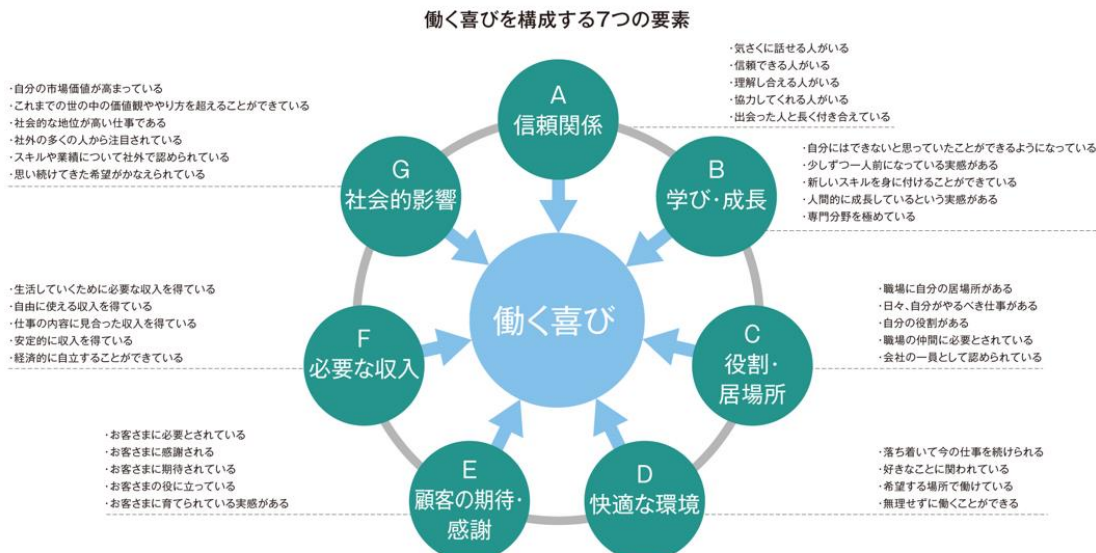 働く喜びを構成する7つの要素
A
信頼関係
・気さくに話せる人がいる
・信頼できる人がいる
・理解し合える人がいる
・協力してくれる人がいる
・出会った人と長く付き合えている
B
学び・成長
・自分にはできないと思っていたことができるようになっている
・少しずつ一人前になっている実感がある
・新しいスキルを身に付けることができている
・人間的に成長しているという実感がある
・専門分野を極めている
C
役割・
居場所
・職場に自分の居場所がある
・日々、自分がやるべき仕事がある
・自分の役割がある
・職場の仲間に必要とされている
・会社の一員として認められている
D
快適な環境
・落ち着いて今の仕事を続けられる
・好きなことに関われている
・希望する場所で働けている
・無理せずに働くことができる
E
顧客の期待・
感謝
・お客さまに必要とされている
・お客さまに感謝される
・お客さまに期待されている
・お客さまの役に立っている
・お客さまに育てられている実感がある
F
必要な収入
・生活していくために必要な収入を得ている
・自由に使える収入を得ている
・仕事の内容に見合った収入を得ている
・安定的に収入を得ている
・経済的に自立することができている
G
社会的影響
・自分の市場価値が高まっている
・これまでの世の中の価値観ややり方を超えることができている
・社会的な地位が高い仕事である
・社外の多くの人から注目されている
・スキルや業績について社外で認められている
・思い続けてきた希望がかなえられている
働く喜び